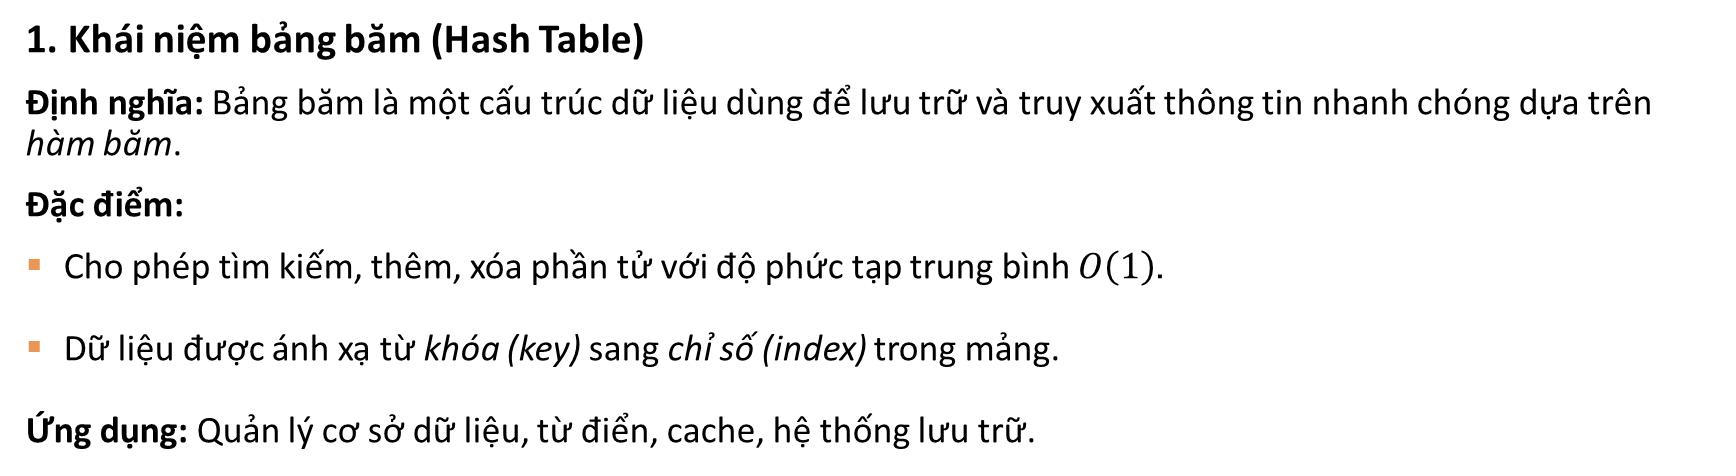 1. Khái niệm bảng băm (Hash Table)
Định nghĩa: Bảng băm là một cấu trúc dữ liệu dùng để lưu trữ và truy xuất thông tin nhanh chóng dựa trên
hàm băm.
Đặc điểm:
▪ Cho phép tìm kiếm, thêm, xóa phần tử với độ phức tạp trung bình O(1).
▪ Dữ liệu được ánh xạ từ khóa (key) sang chỉ số (index) trong mảng.
Ứng dụng: Quản lý cơ sở dữ liệu, từ điển, cache, hệ thống lưu trữ.